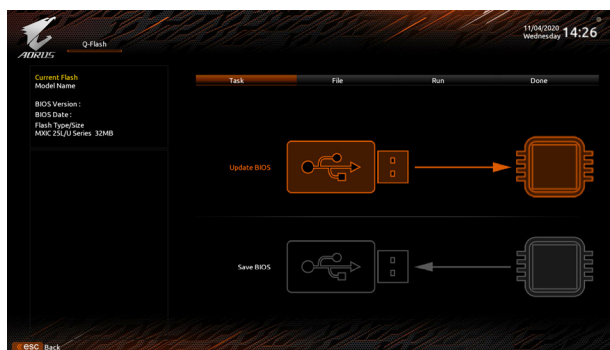 AORUS
Q-Flash
11/04/2020
Wednesday
14:26
Current Flash
Model Name
BIOS Version :
BIOS Date :
Flash Type/Size
MXIC 25L/U Series 32MB
Task File Run Done
Update BIOS
Save BIOS
esc Back